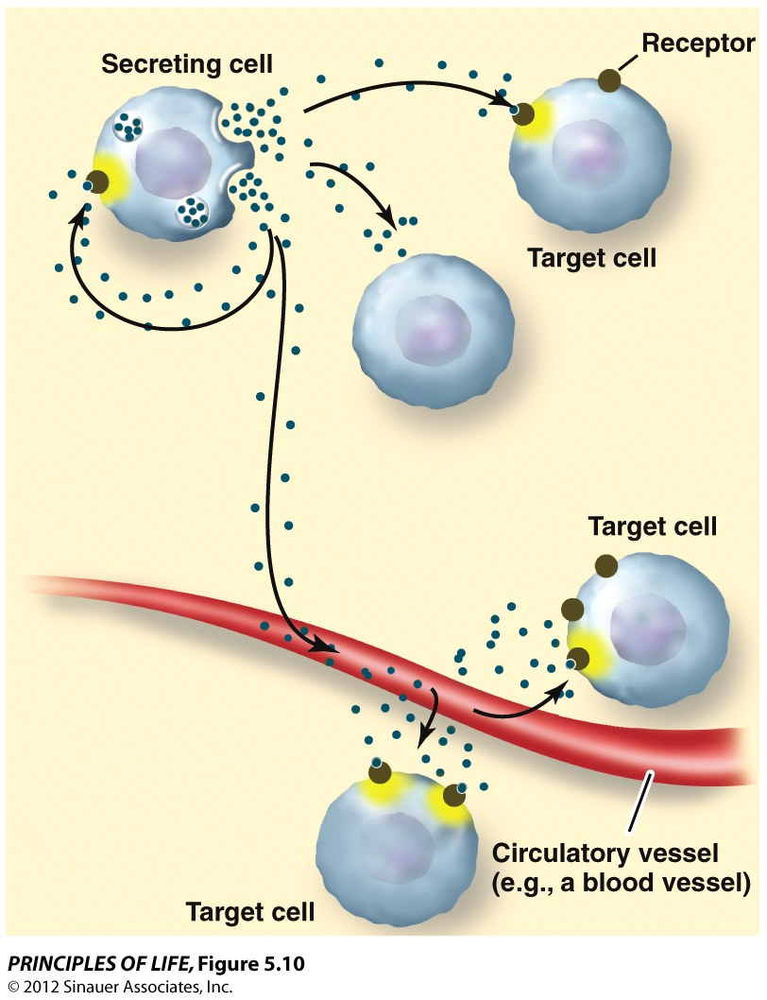 Receptor
Secreting cell
Target cell
Target cell
Circulatory vessel
(e.g., a blood vessel)
Target cell
PRINCIPLES OF LIFE, Figure 5.10
© 2012 Sinauer Associates, Inc.